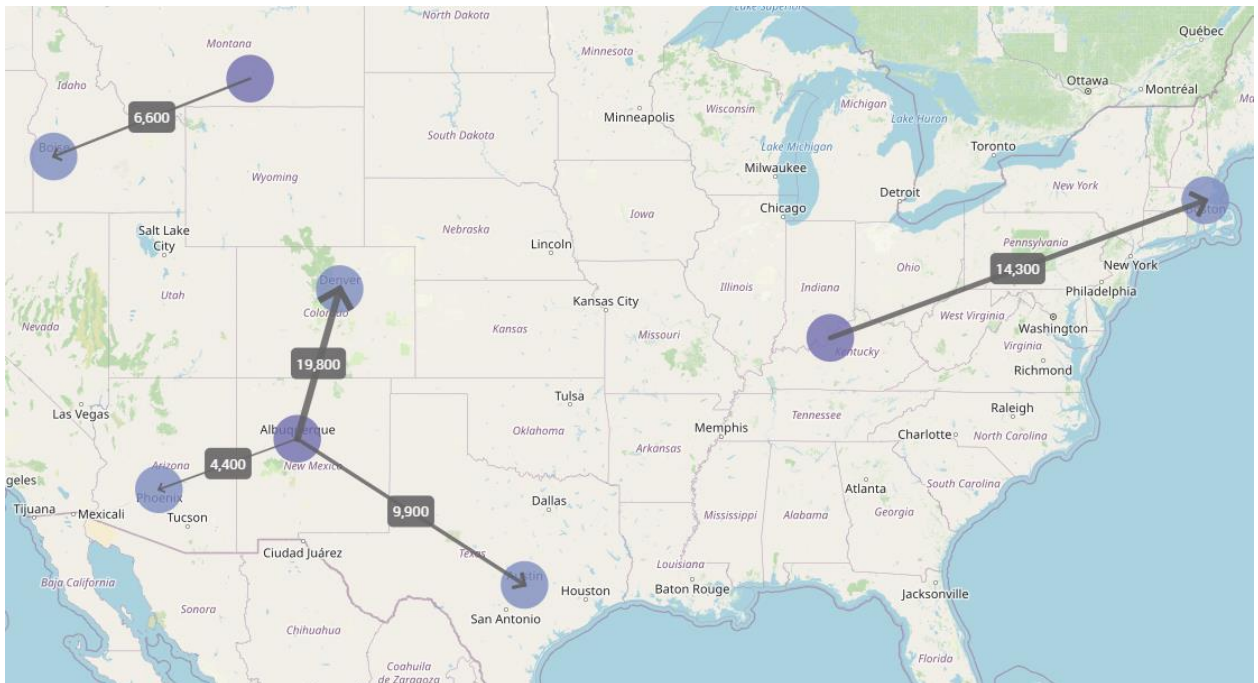 Lake Superior
North Dakota
Québec
Montana
Minnesota
Idaho
Ottawa
Montréal
6,600
Wisconsin
Michigan
Minneapolis
Lake Huron
South Dakota
Toronto
Boise
Lake Michigan
Milwaukee
Wyoming
New York
Detroit
Chicago
Iowa
Boston
Salt Lake
City
Nebraska
Lincoln
Pennsylvania
New York
Denver
Ohio
14,300
Utah
Illinois
Indiana
Philadelphia
Kansas City
Colorado
West Virginia
Nevada
Kansas
Missouri
Washington
Kentucky
Virginia
19,800
Richmond
Tulsa
Las Vegas
Raleigh
Tennessee
Albuquerque
Oklahoma
Memphis
Charlotte
North Carolina
Arkansas
Arizona
4,400
New Mexico
geles
South Carolina
Atlanta
Phoenix
Dallas
Tijuana
Mexicali
9,900
Mississippi
Alabama
Georgia
Tucson
Ciudad Juárez
Texas
Louisiana
Austin
Baja California
Houston
Baton Rouge
Jacksonville
Sonora
San Antonio
Chihuahua
Florida
Coahuila
de Zaragoza